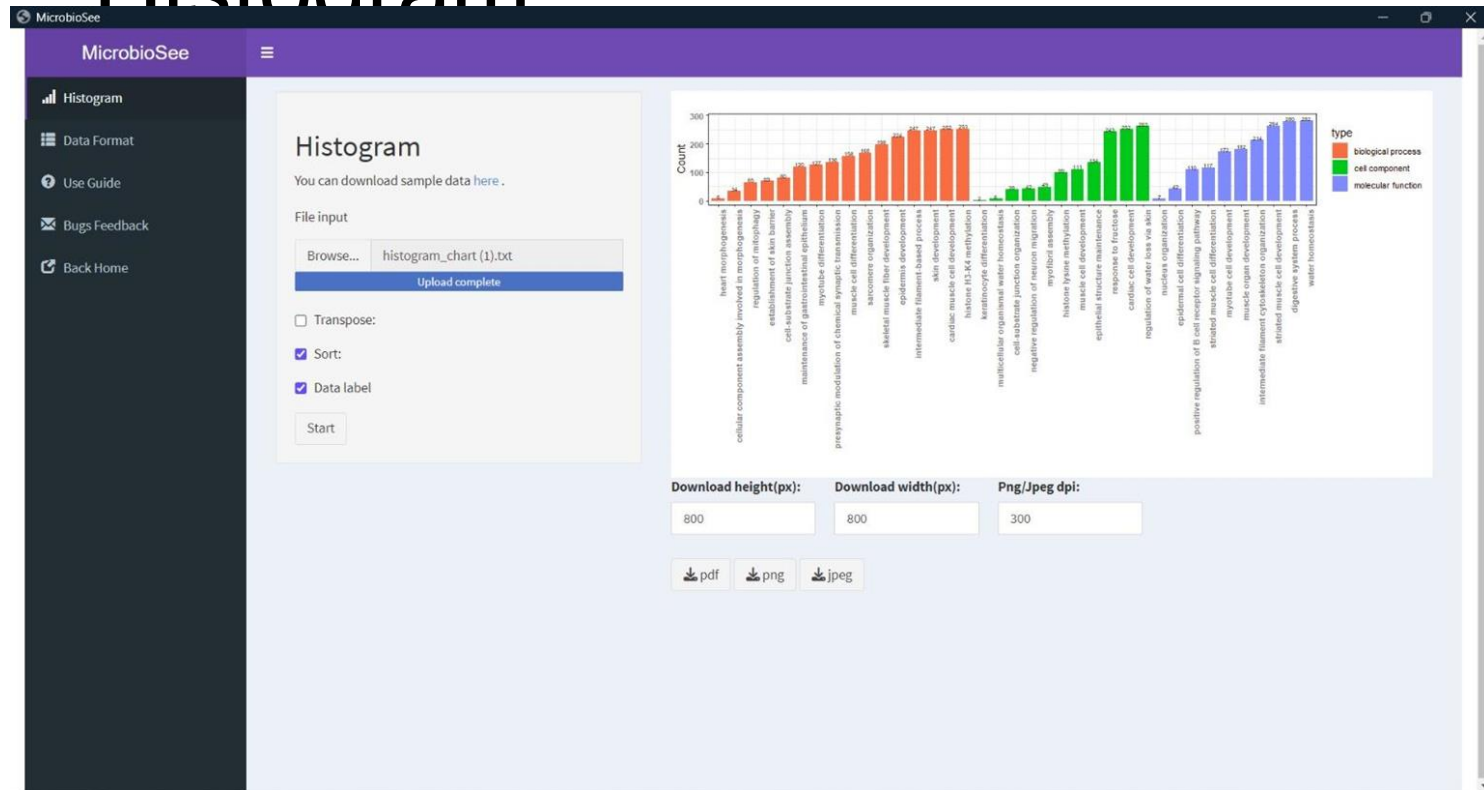 Histogram
MicrobioSee
MicrobioSee
Histogram
Data Format
Use Guide
Bugs Feedback
Back Home
Histogram
You can download sample data here .
File input
Browse... histogram_chart (1).txt
Upload complete
Transpose:
Sort:
Data label
Start
Count
300
200
100
0
heart morphogenesis
cellular component assembly involved in morphogenesis
regulation of mitophagy
establishment of skin barrier
cell-substrate junction assembly
maintenance of gastrointestinal epithelium
myotube differentiation
presynaptic modulation of chemical synaptic transmission
muscle cell differentiation
sarcomere organization
skeletal muscle fiber development
epidermis development
intermediate filament-based process
skin development
cardiac muscle cell development
histone H3-K4 methylation
keratinocyte differentiation
multicellular organismal water homeostasis
cell-substrate junction organization
negative regulation of neuron migration
myofibril assembly
histone lysine methylation
muscle cell development
epithelial structure maintenance
response to fructose
cardiac cell development
regulation of water loss via skin
nucleus organization
epidermal cell differentiation
positive regulation of B cell receptor signaling pathway
striated muscle cell differentiation
myotube cell development
muscle organ development
intermediate filament cytoskeleton organization
striated muscle cell development
digestive system process
water homeostasis
type
biological process
cell component
molecular function
Download height(px): Download width(px): Png/Jpeg dpi:
800 800 300
pdf png jpeg